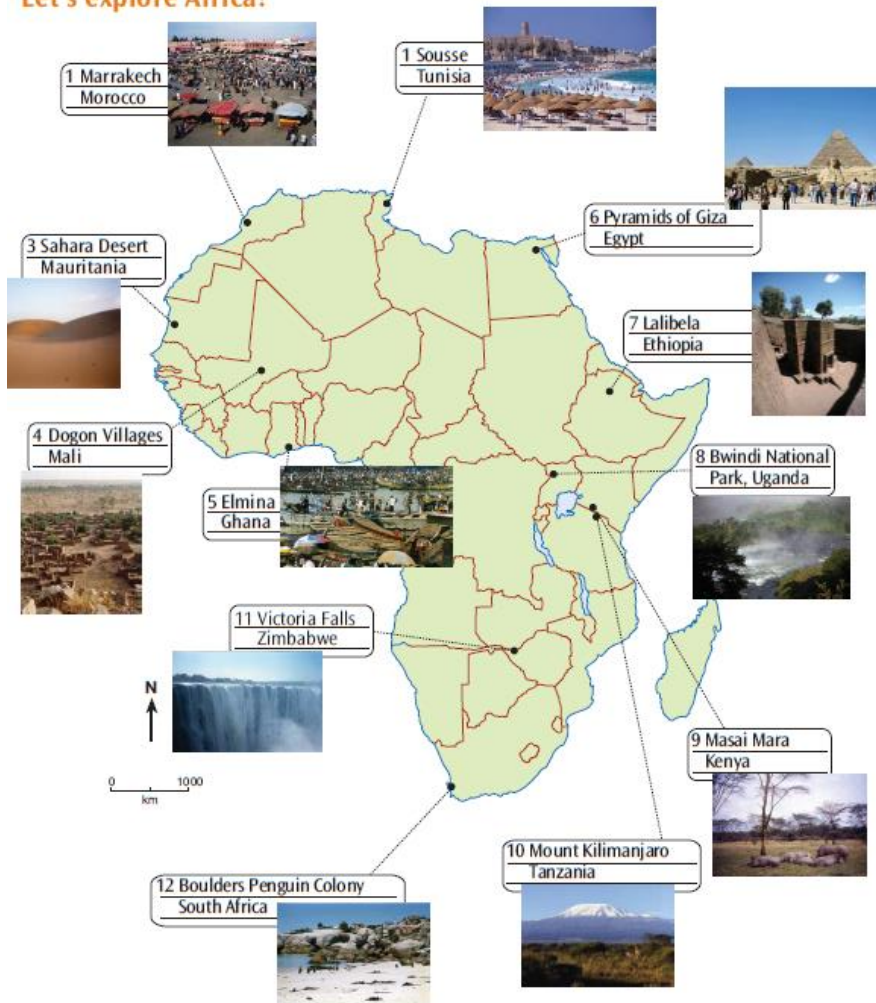 Let's explore Africa!
1 Marrakech
Morocco
1 Sousse
Tunisia
6 Pyramids of Giza
Egypt
3 Sahara Desert
Mauritania
7 Lalibela
Ethiopia
4 Dogon Villages
Mali
8 Bwindi National
Park, Uganda
5 Elmina
Ghana
11 Victoria Falls
Zimbabwe
N
9 Masai Mara
Kenya
0 1000
km
10 Mount Kilimanjaro
Tanzania
12 Boulders Penguin Colony
South Africa